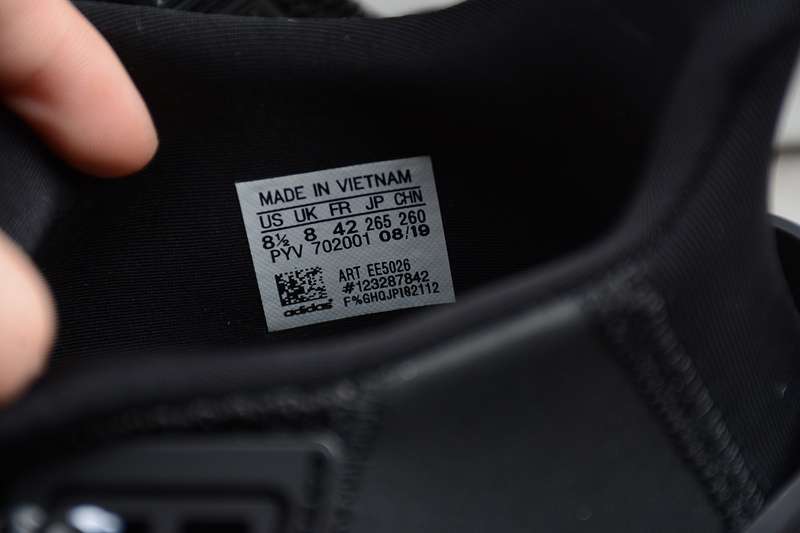 MADE IN VIETNAM
US UK FR JP CHN
8½ 8 42 265 260
PYV 702001 08/19
ART EE5026
#123287842
F%GHQJP182112
adidas